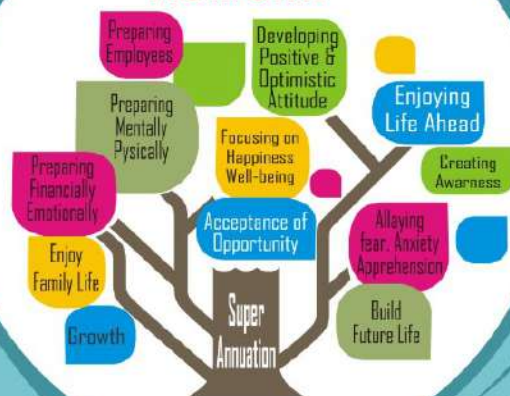 Preparing
Employees
Developing
Positive &
Optimistic
Attitude
Enjoying
Life Ahead
Preparing
Mentally
Pysically
Focusing on
Happiness
Well-being
Creating
Awarness
Preparing
Financially
Emotionally
Acceptance of
Opportunity
Allaying
fear, Anxiety
Apprehension
Enjoy
Family Life
Growth
Build
Future Life
Super
Annuation